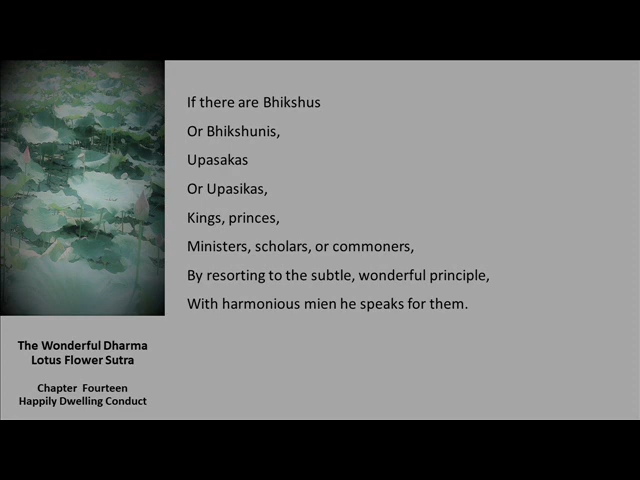 If there are Bhikshus
Or Bhikshunis,
Upasakas
Or Upasikas,
Kings, princes,
Ministers, scholars, or commoners,
By resorting to the subtle, wonderful principle,
With harmonious mien he speaks for them.
The Wonderful Dharma
Lotus Flower Sutra
Chapter Fourteen
Happily Dwelling Conduct